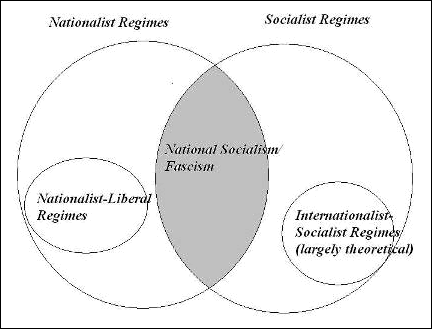 Nationalist Regimes
Socialist Regimes
National Socialism/
Fascism
Nationalist-Liberal
Regimes
Internationalist-
Socialist Regimes
(largely theoretical)